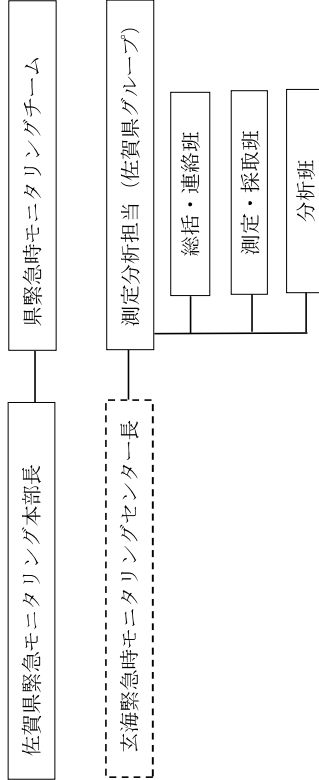 佐賀県緊急モニタリング本部長
県緊急時モニタリングチーム
玄海緊急時モニタリングセンター長
測定分析担当（佐賀県グループ）
総括・連絡班
測定・採取班
分析班